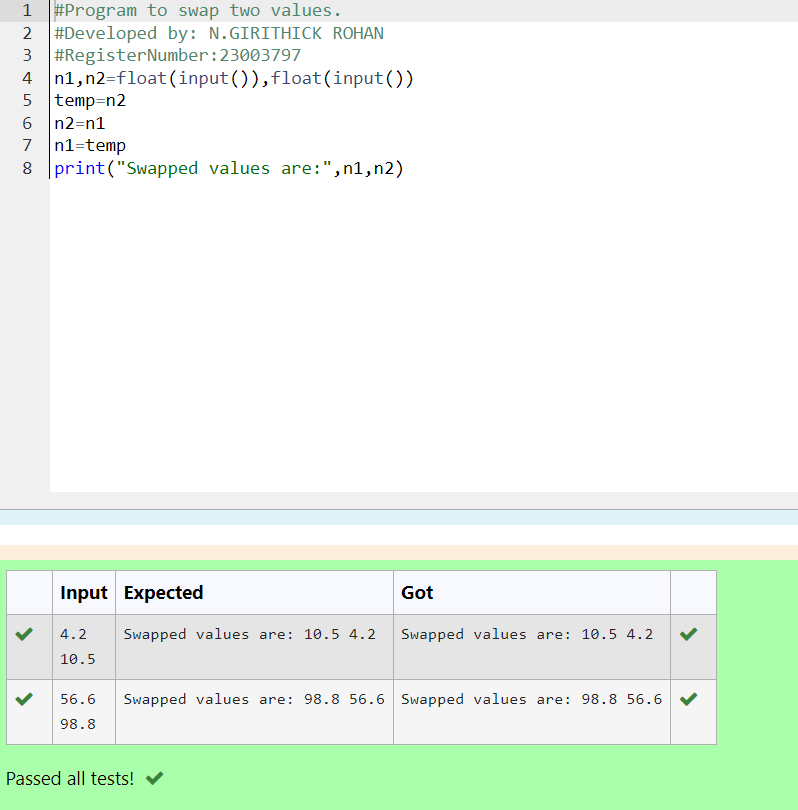 1 #Program to swap two values.
2 #Developed by: N.GIRITHICK ROHAN
3 #RegisterNumber:23003797
4 n1,n2=float(input()),float(input())
5 temp=n2
6 n2=n1
7 n1=temp
8 print("Swapped values are:",n1,n2)
Input Expected Got
4.2 Swapped values are: 10.5 4.2 Swapped values are: 10.5 4.2
10.5
56.6 Swapped values are: 98.8 56.6 Swapped values are: 98.8 56.6
98.8
Passed all tests!